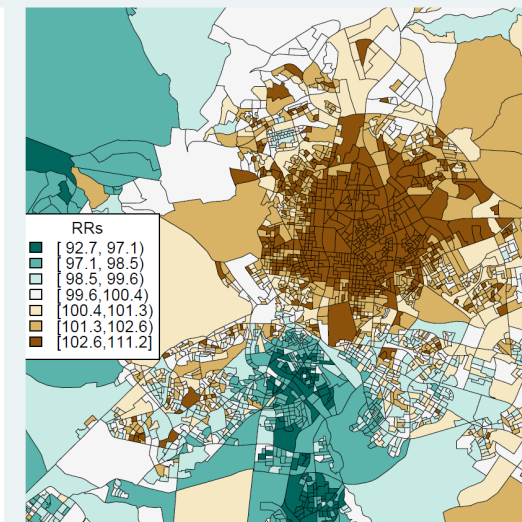 RRs
[ 92.7, 97.1)
[ 97.1, 98.5)
[ 98.5, 99.6)
[ 99.6,100.4)
[100.4,101.3)
[101.3,102.6)
[102.6,111.2]